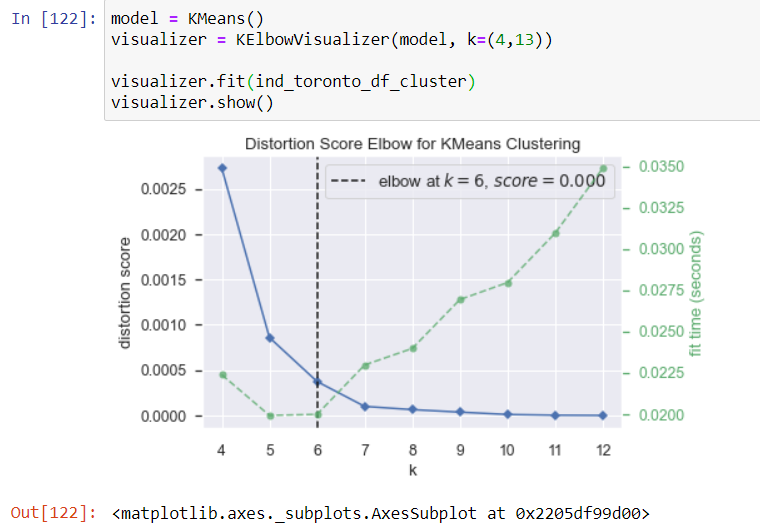 In [122]: model = KMeans()
visualizer = KElbowVisualizer(model, k=(4,13))
visualizer.fit(ind_toronto_df_cluster)
visualizer.show()
Distortion Score Elbow for KMeans Clustering
elbow at k = 6, score = 0.000
distortion score
0.0025
0.0020
0.0015
0.0010
0.0005
0.0000
0.0350
0.0325
0.0300
0.0275
0.0250
0.0225
0.0200
fit time (seconds)
4 5 6 7 8 9 10 11 12
k
Out[122]: <matplotlib.axes._subplots.AxesSubplot at 0x2205df99d00>